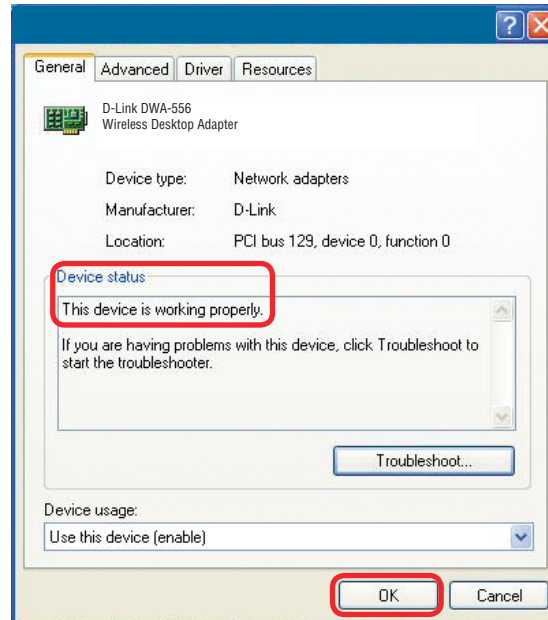 General Advanced Driver Resources
D-Link DWA-556
Wireless Desktop Adapter
Device type: Network adapters
Manufacturer: D-Link
Location: PCI bus 129, device 0, function 0
Device status
This device is working properly.
If you are having problems with this device, click Troubleshoot to
start the troubleshooter.
Troubleshoot...
Device usage:
Use this device (enable)
OK Cancel